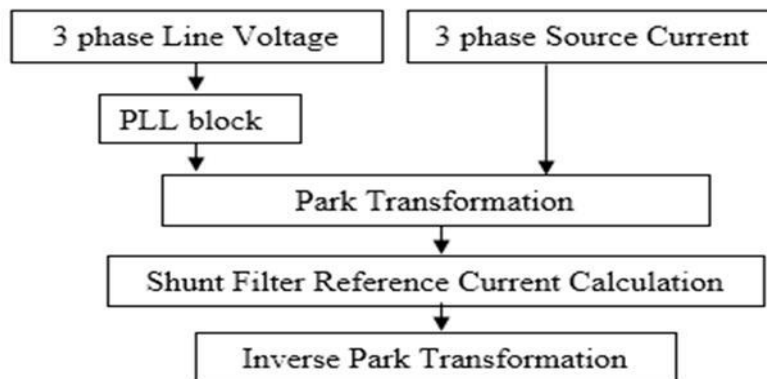 3 phase Line Voltage
3 phase Source Current
PLL block
Park Transformation
Shunt Filter Reference Current Calculation
Inverse Park Transformation